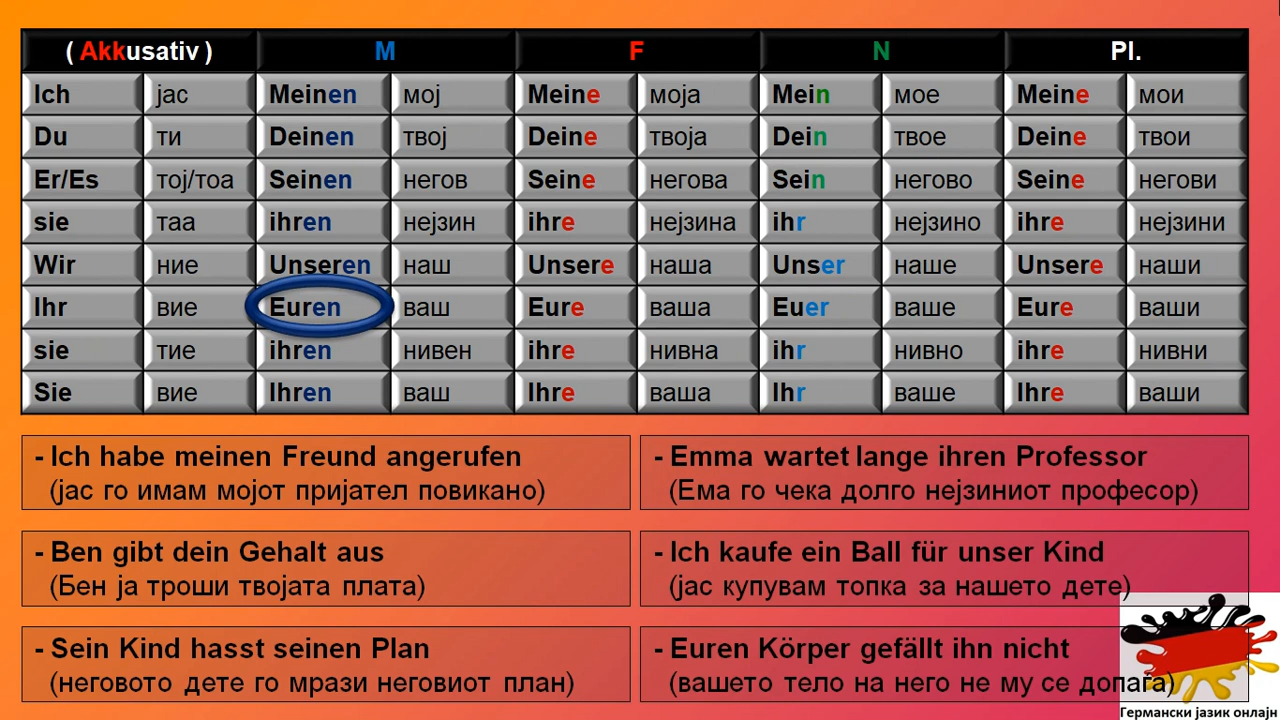 ( Akkusativ ) M F N Pl.
Ich јас Meinen мој Meine моја Mein мое Meine мои
Du ти Deinen твој Deine твоја Dein твое Deine твои
Er/Es тој/тоа Seinen негов Seine негова Sein негово Seine негови
sie таа ihren нејзин ihre нејзина ihr нејзино ihre нејзини
Wir ние Unseren наш Unsere наша Unser наше Unsere наши
Ihr вие Euren ваш Eure ваша Euer ваше Eure ваши
sie тие ihren нивен ihre нивна ihr нивно ihre нивни
Sie вие Ihren ваш Ihre ваша Ihr ваше Ihre ваши
- Ich habe meinen Freund angerufen
(јас го имам мојот пријател повикано)
- Emma wartet lange ihren Professor
(Ема го чека долго нејзиниот професор)
- Ben gibt dein Gehalt aus
(Бен ја троши твојата плата)
- Ich kaufe ein Ball für unser Kind
(јас купувам топка за нашето дете)
- Sein Kind hasst seinen Plan
(неговото дете го мрази неговиот план)
- Euren Körper gefällt ihn nicht
(вашето тело на него не му се допаѓа)
Германски јазик онлајн